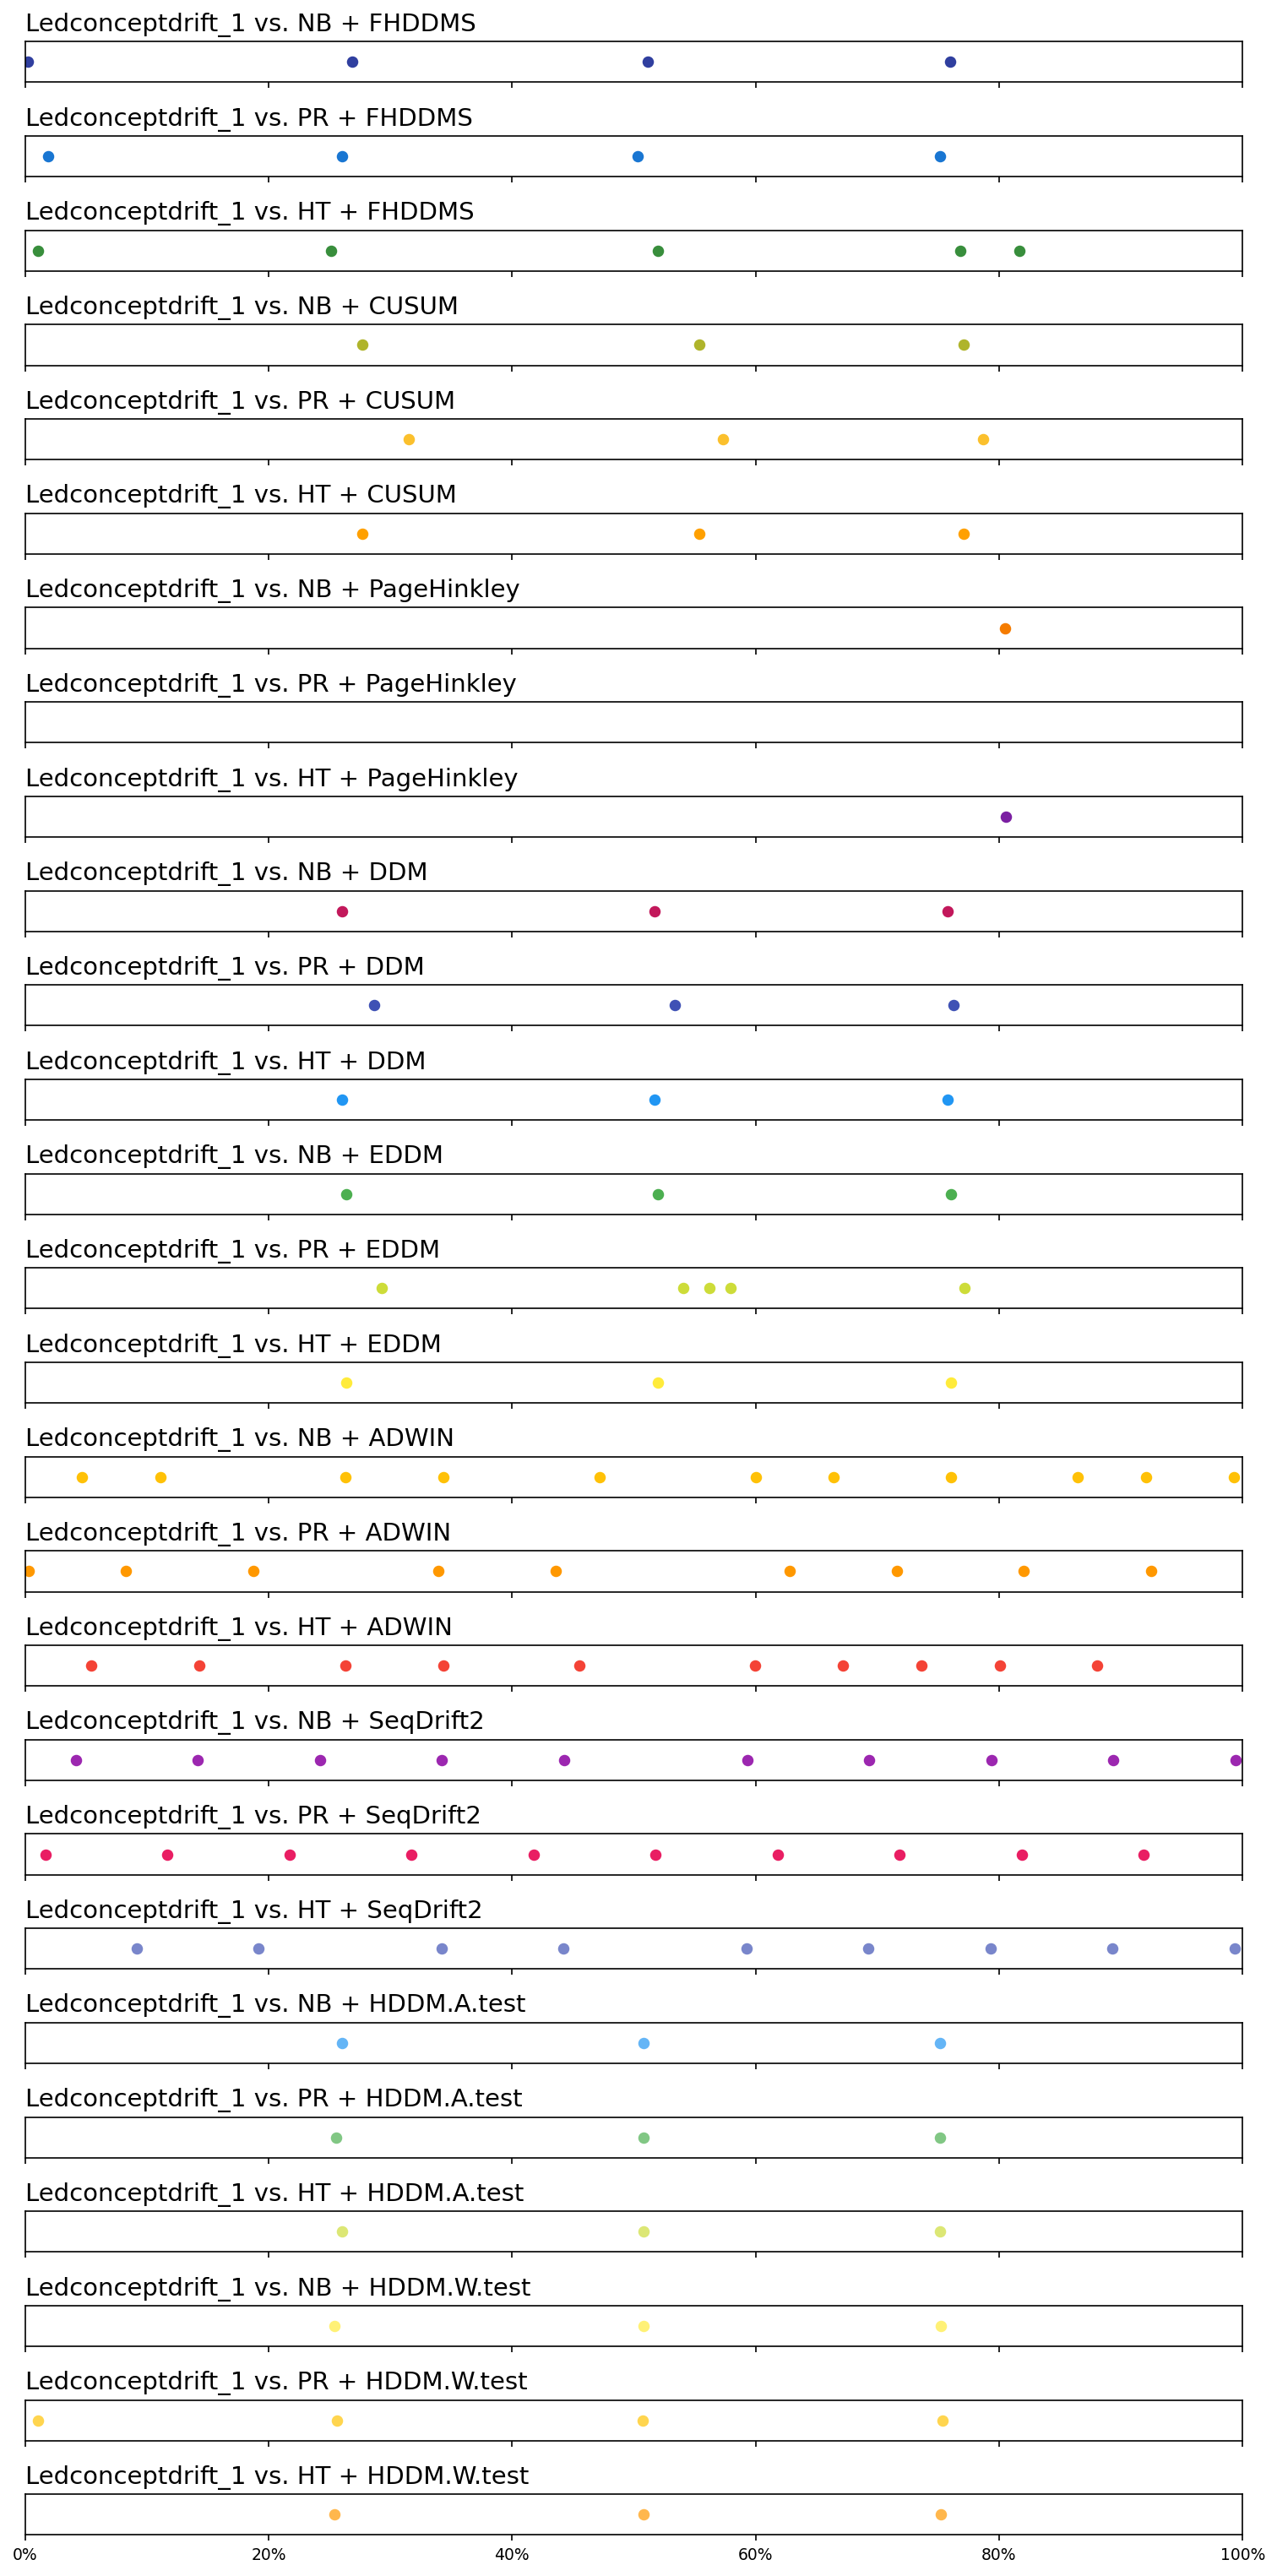 Ledconceptdrift_1 vs. NB + FHDDMS
Ledconceptdrift_1 vs. PR + FHDDMS
Ledconceptdrift_1 vs. HT + FHDDMS
Ledconceptdrift_1 vs. NB + CUSUM
Ledconceptdrift_1 vs. PR + CUSUM
Ledconceptdrift_1 vs. HT + CUSUM
Ledconceptdrift_1 vs. NB + PageHinkley
Ledconceptdrift_1 vs. PR + PageHinkley
Ledconceptdrift_1 vs. HT + PageHinkley
Ledconceptdrift_1 vs. NB + DDM
Ledconceptdrift_1 vs. PR + DDM
Ledconceptdrift_1 vs. HT + DDM
Ledconceptdrift_1 vs. NB + EDDM
Ledconceptdrift_1 vs. PR + EDDM
Ledconceptdrift_1 vs. HT + EDDM
Ledconceptdrift_1 vs. NB + ADWIN
Ledconceptdrift_1 vs. PR + ADWIN
Ledconceptdrift_1 vs. HT + ADWIN
Ledconceptdrift_1 vs. NB + SeqDrift2
Ledconceptdrift_1 vs. PR + SeqDrift2
Ledconceptdrift_1 vs. HT + SeqDrift2
Ledconceptdrift_1 vs. NB + HDDM.A.test
Ledconceptdrift_1 vs. PR + HDDM.A.test
Ledconceptdrift_1 vs. HT + HDDM.A.test
Ledconceptdrift_1 vs. NB + HDDM.W.test
Ledconceptdrift_1 vs. PR + HDDM.W.test
Ledconceptdrift_1 vs. HT + HDDM.W.test
0% 20% 40% 60% 80% 100%